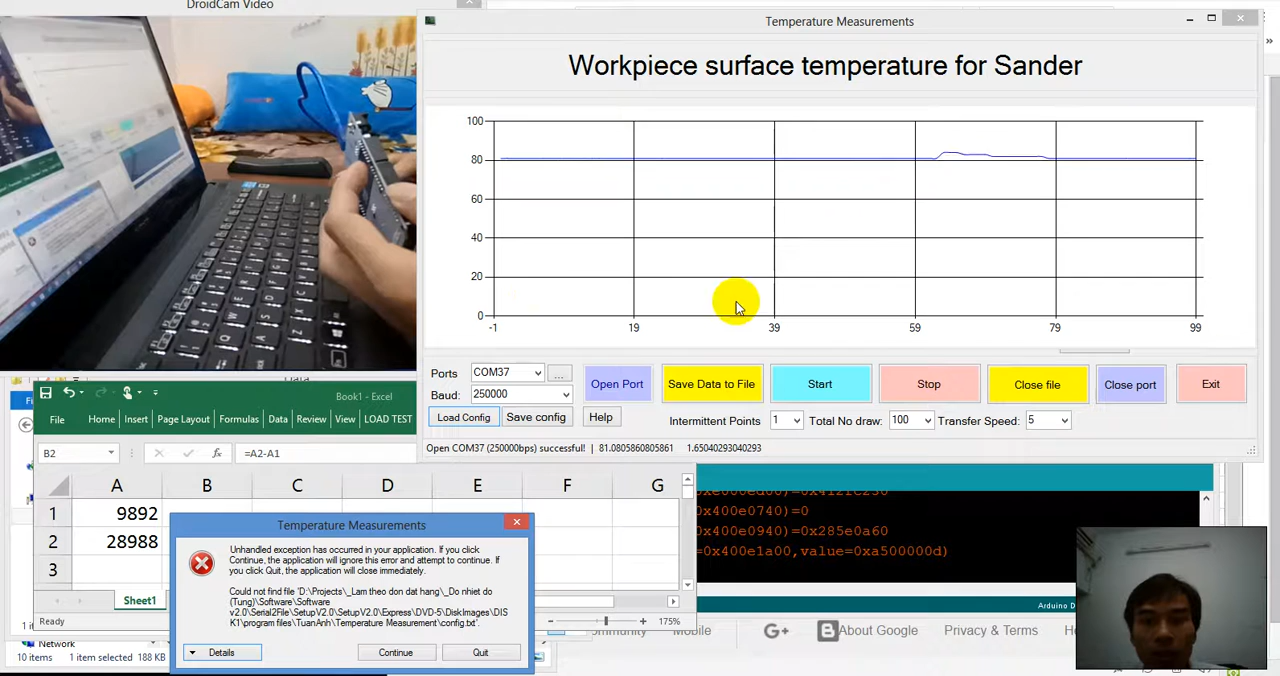 DroidCam Video
Temperature Measurements
Workpiece surface temperature for Sander
100
80
60
40
20
0
-1 19 39 59 79 99
Ports COM37 ... Open Port Save Data to File Start Stop Close file Close port Exit
Baud: 250000
Load Config Save config Help Intermittent Points 1 Total No draw: 100 Transfer Speed: 5
Open COM37 (250000bps) successful! | 81.0805860805861 1.65040293040293
Book1 - Excel
File Home Insert Page Layout Formulas Data Review View LOAD TEST
B2 fx =A2-A1
A B C D E F G
1 9892
2 28988
3
Sheet1
Ready
175%
Temperature Measurements
Unhandled exception has occurred in your application. If you click
Continue, the application will ignore this error and attempt to continue. If
you click Quit, the application will close immediately.
Could not find file 'D:\Projects\_Lam theo don dat hang\_Do nhiet do
(Tung)\Software\Software
v2.0\Serial2File\SetupV2.0\SetupV2.0\Express\DVD-5\DiskImages\DIS
K1\program files\TuanAnh\Temperature Measurement\config.txt'.
Details Continue Quit
0xe000ed00)=0x412fc230
0x400e0740)=0
0x400e0940)=0x285e0a60
=0x400e1a00,value=0xa500000d)
Arduino D
ommunity Mobile G+ About Google Privacy & Terms He
Network
10 items 1 item selected 188 KB